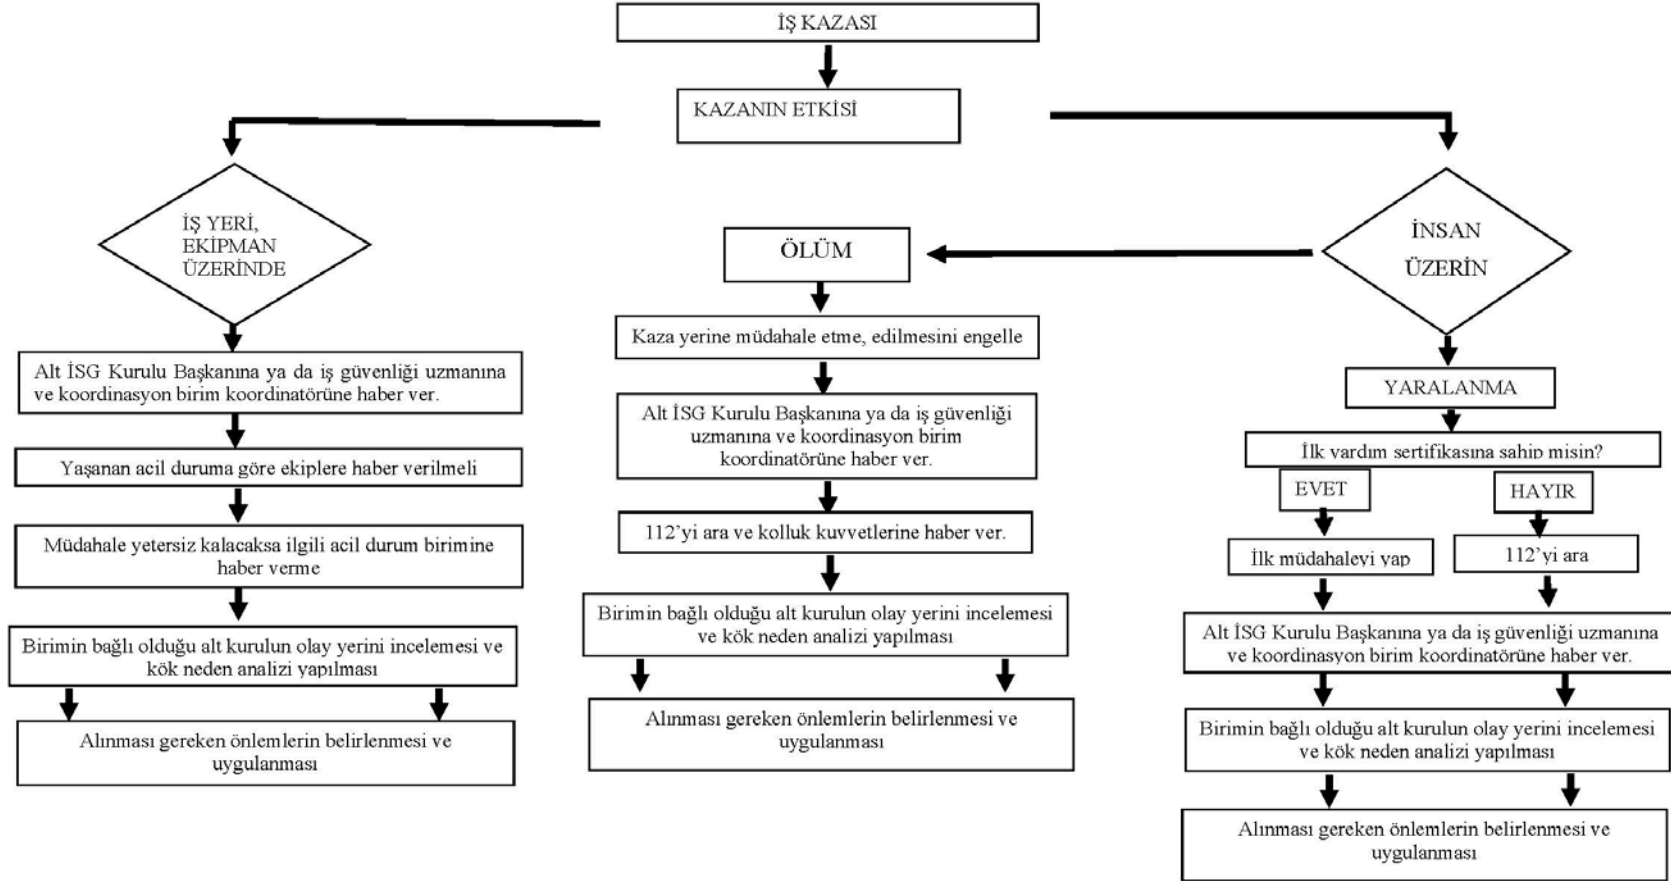 İŞ KAZASI
KAZANIN ETKİSİ
İŞ YERİ,
EKİPMAN
ÜZERİNDE
Alt İSG Kurulu Başkanına ya da iş güvenliği uzmanına
ve koordinasyon birim koordinatörüne haber ver.
Yaşanan acil duruma göre ekiplere haber verilmeli
Müdahale yetersiz kalacaksa ilgili acil durum birimine
haber verme
Birimin bağlı olduğu alt kurulun olay yerini incelemesi ve
kök neden analizi yapılması
Alınması gereken önlemlerin belirlenmesi ve
uygulanması
ÖLÜM
Kaza yerine müdahale etme, edilmesini engelle
Alt İSG Kurulu Başkanına ya da iş güvenliği
uzmanına ve koordinasyon birim
koordinatörüne haber ver.
112’yi ara ve kolluk kuvvetlerine haber ver.
Birimin bağlı olduğu alt kurulun olay yerini incelemesi
ve kök neden analizi yapılması
Alınması gereken önlemlerin belirlenmesi ve
uygulanması
İNSAN
ÜZERİN
YARALANMA
İlk yardım sertifikasına sahip misin?
EVET
HAYIR
İlk müdahaleyi yap
112’yi ara
Alt İSG Kurulu Başkanına ya da iş güvenliği uzmanına
ve koordinasyon birim koordinatörüne haber ver.
Birimin bağlı olduğu alt kurulun olay yerini incelemesi
ve kök neden analizi yapılması
Alınması gereken önlemlerin belirlenmesi ve
uygulanması